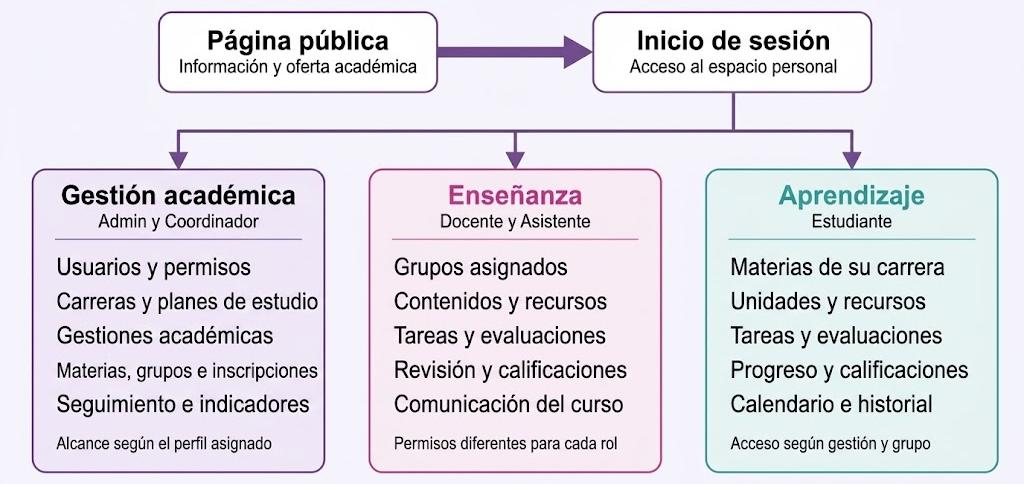 Página pública
Información y oferta académica
Inicio de sesión
Acceso al espacio personal
Gestión académica
Admin y Coordinador
Usuarios y permisos
Carreras y planes de estudio
Gestiones académicas
Materias, grupos e inscripciones
Seguimiento e indicadores
Alcance según el perfil asignado
Enseñanza
Docente y Asistente
Grupos asignados
Contenidos y recursos
Tareas y evaluaciones
Revisión y calificaciones
Comunicación del curso
Permisos diferentes para cada rol
Aprendizaje
Estudiante
Materias de su carrera
Unidades y recursos
Tareas y evaluaciones
Progreso y calificaciones
Calendario e historial
Acceso según gestión y grupo